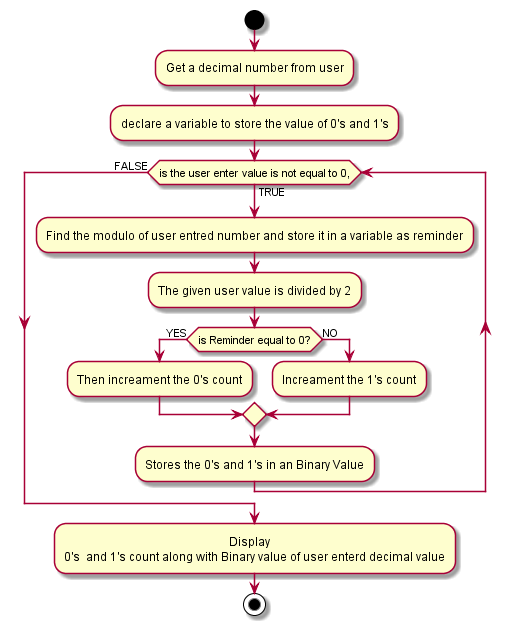 Get a decimal number from user
declare a variable to store the value of 0's and 1's
FALSE
is the user enter value is not equal to 0,
TRUE
Find the modulo of user entred number and store it in a variable as reminder
The given user value is divided by 2
YES
is Reminder equal to 0?
NO
Then increament the 0's count
Increament the 1's count
Stores the 0's and 1's in an Binary Value
Display
0's  and 1's count along with Binary value of user enterd decimal value